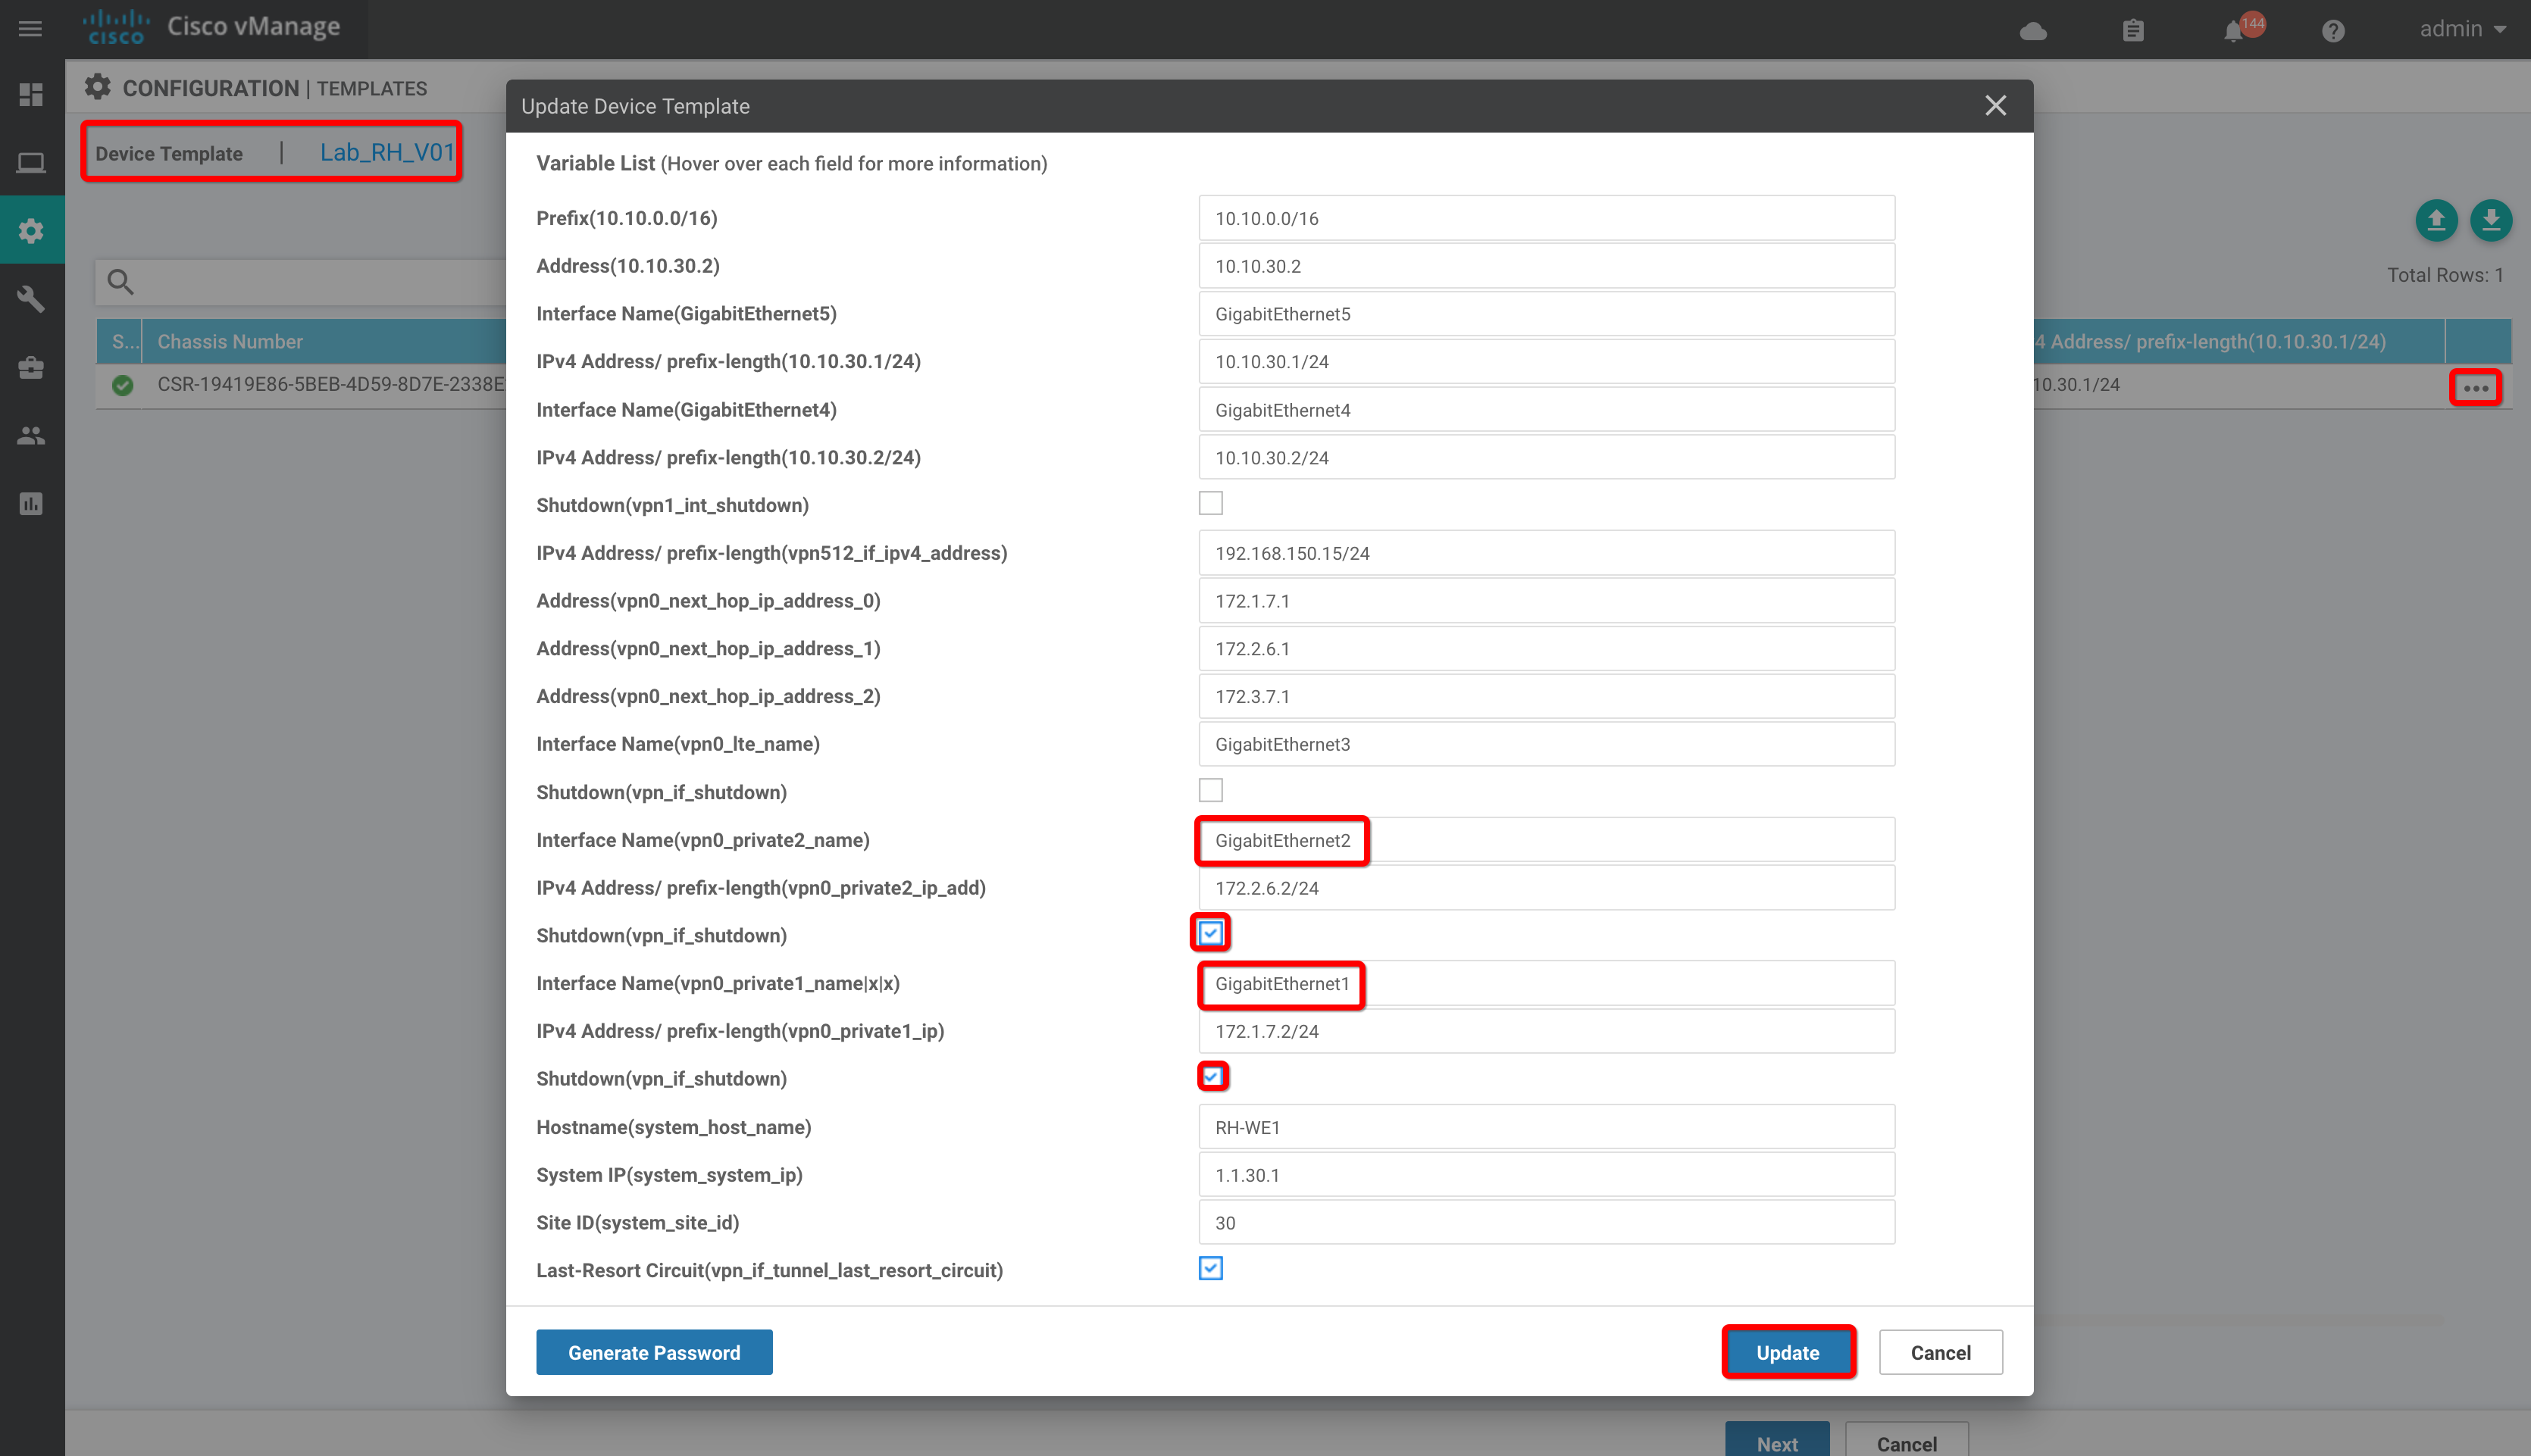 cisco Cisco vManage
144
admin
CONFIGURATION | TEMPLATES
Device Template | Lab_RH_V01
Total Rows: 1
S... Chassis Number
4 Address/ prefix-length(10.10.30.1/24)
CSR-19419E86-5BEB-4D59-8D7E-2338E
10.30.1/24
Update Device Template
Variable List (Hover over each field for more information)
Prefix(10.10.0.0/16) 10.10.0.0/16
Address(10.10.30.2) 10.10.30.2
Interface Name(GigabitEthernet5) GigabitEthernet5
IPv4 Address/ prefix-length(10.10.30.1/24) 10.10.30.1/24
Interface Name(GigabitEthernet4) GigabitEthernet4
IPv4 Address/ prefix-length(10.10.30.2/24) 10.10.30.2/24
Shutdown(vpn1_int_shutdown)
IPv4 Address/ prefix-length(vpn512_if_ipv4_address) 192.168.150.15/24
Address(vpn0_next_hop_ip_address_0) 172.1.7.1
Address(vpn0_next_hop_ip_address_1) 172.2.6.1
Address(vpn0_next_hop_ip_address_2) 172.3.7.1
Interface Name(vpn0_lte_name) GigabitEthernet3
Shutdown(vpn_if_shutdown)
Interface Name(vpn0_private2_name) GigabitEthernet2
IPv4 Address/ prefix-length(vpn0_private2_ip_add) 172.2.6.2/24
Shutdown(vpn_if_shutdown)
Interface Name(vpn0_private1_name|x|x) GigabitEthernet1
IPv4 Address/ prefix-length(vpn0_private1_ip) 172.1.7.2/24
Shutdown(vpn_if_shutdown)
Hostname(system_host_name) RH-WE1
System IP(system_system_ip) 1.1.30.1
Site ID(system_site_id) 30
Last-Resort Circuit(vpn_if_tunnel_last_resort_circuit)
Generate Password Update Cancel
Next Cancel